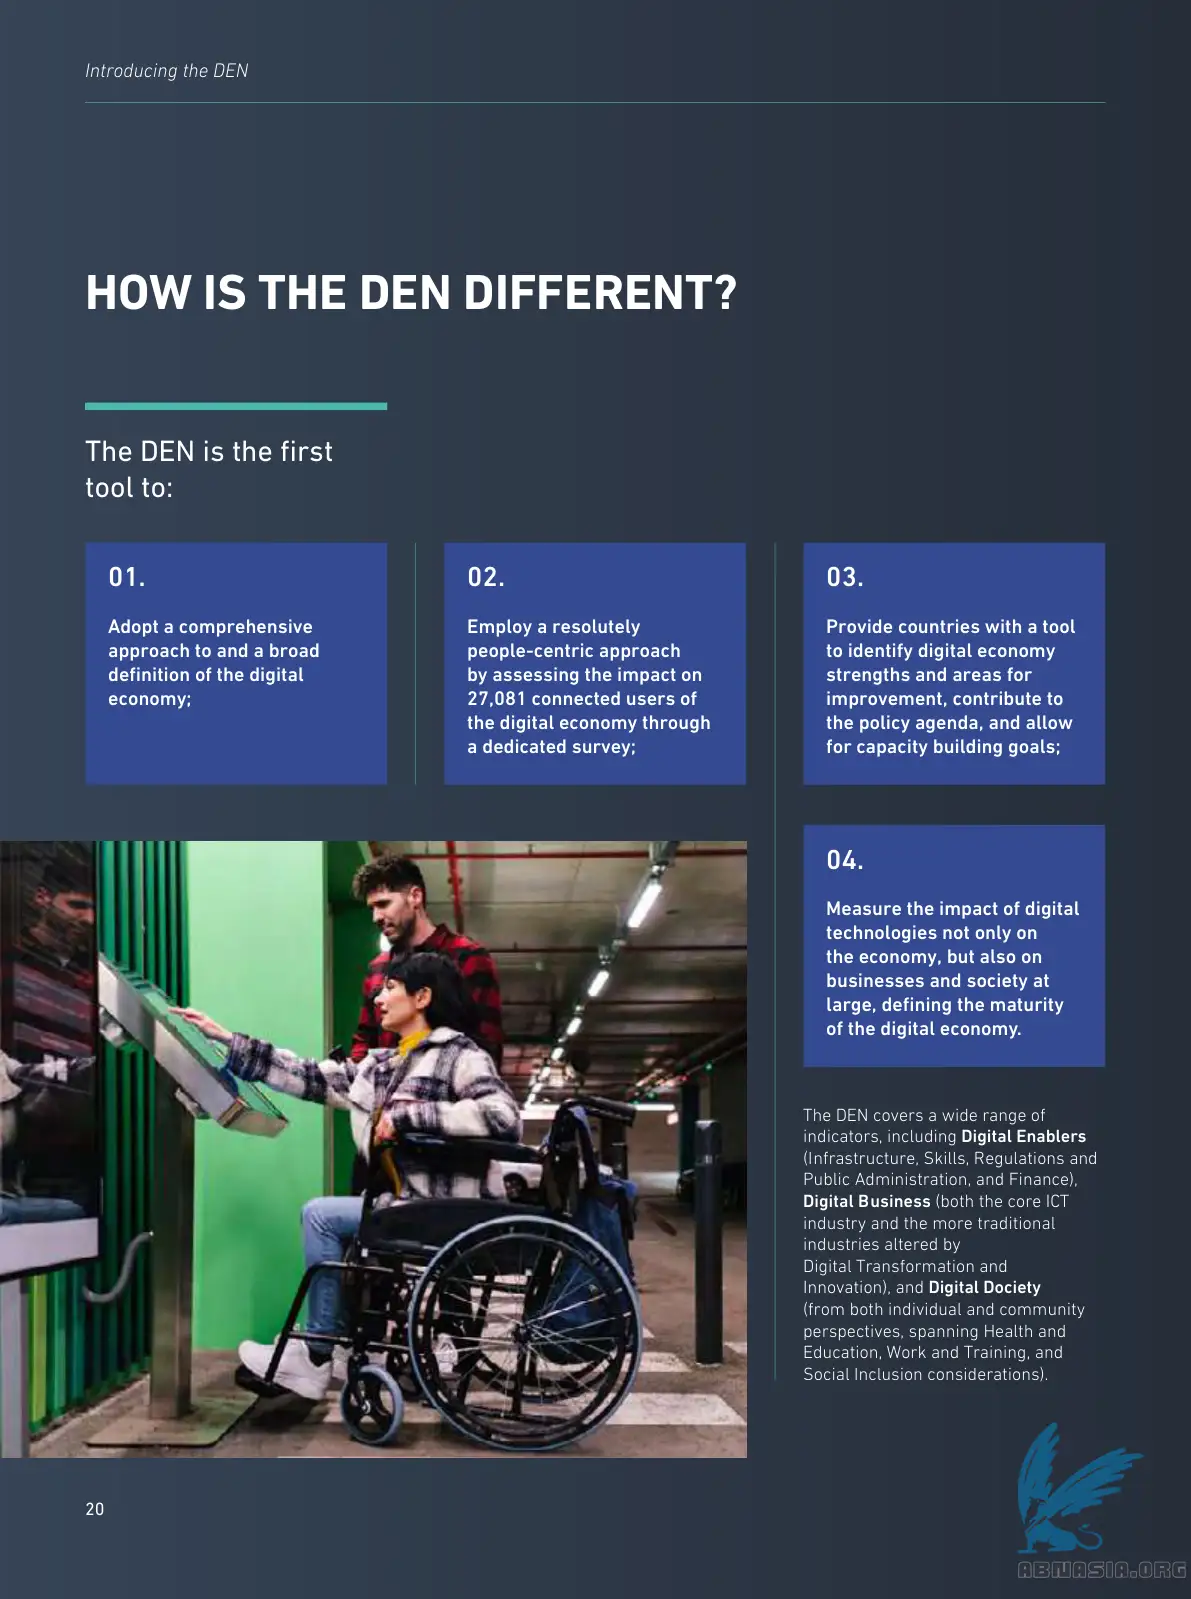 Introducing the DEN
HOW IS THE DEN DIFFERENT?
The DEN is the first
tool to:
01.
Adopt a comprehensive
approach to and a broad
definition of the digital
economy;
02.
Employ a resolutely
people-centric approach
by assessing the impact on
27,081 connected users of
the digital economy through
a dedicated survey;
03.
Provide countries with a tool
to identify digital economy
strengths and areas for
improvement, contribute to
the policy agenda, and allow
for capacity building goals;
04.
Measure the impact of digital
technologies not only on
the economy, but also on
businesses and society at
large, defining the maturity
of the digital economy.
The DEN covers a wide range of
indicators, including Digital Enablers
(Infrastructure, Skills, Regulations and
Public Administration, and Finance),
Digital Business (both the core ICT
industry and the more traditional
industries altered by
Digital Transformation and
Innovation), and Digital Dociety
(from both individual and community
perspectives, spanning Health and
Education, Work and Training, and
Social Inclusion considerations).
20
ABNASIA.ORG